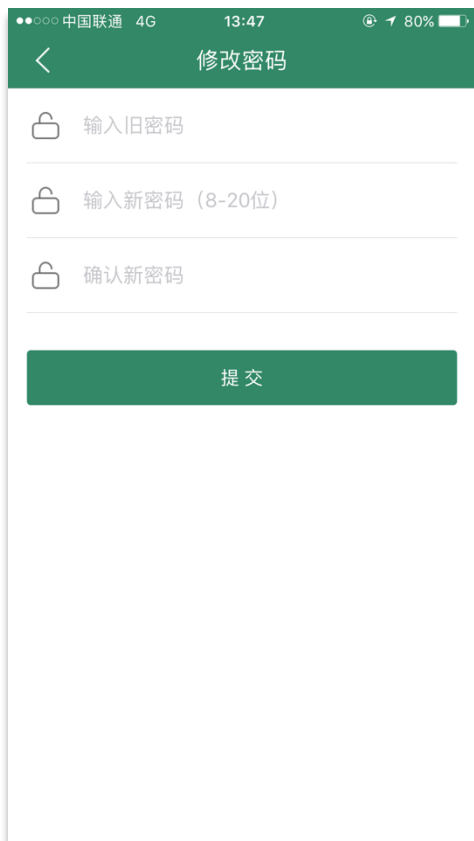 中国联通 4G 13:47 80%
修改密码
输入旧密码
输入新密码（8-20位）
确认新密码
提 交